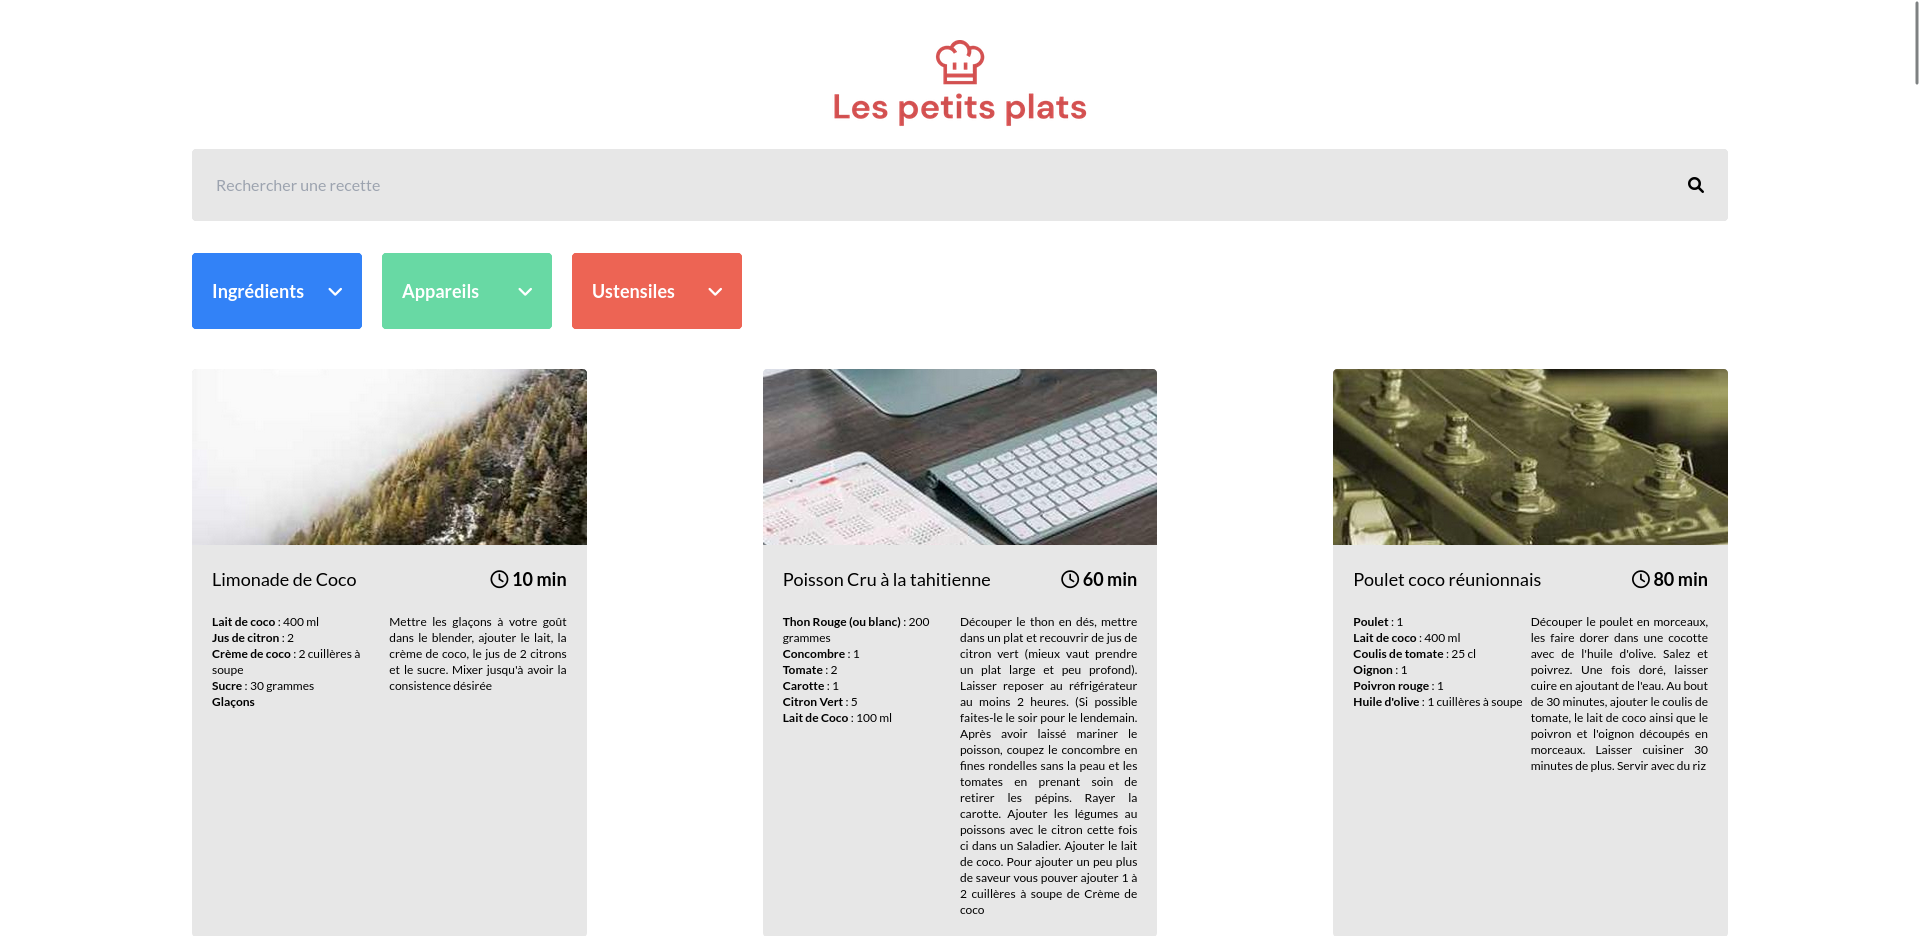 Les petits plats
Rechercher une recette
Ingrédients
Appareils
Ustensiles
Limonade de Coco
10 min
Lait de coco : 400 ml
Jus de citron : 2
Crème de coco : 2 cuillères à
soupe
Sucre : 30 grammes
Glaçons
Mettre les glaçons à votre goût
dans le blender, ajouter le lait, la
crème de coco, le jus de 2 citrons
et le sucre. Mixer jusqu'à avoir la
consistence désirée
Poisson Cru à la tahitienne
60 min
Thon Rouge (ou blanc) : 200
grammes
Concombre : 1
Tomate : 2
Carotte : 1
Citron Vert : 5
Lait de Coco : 100 ml
Découper le thon en dés, mettre
dans un plat et recouvrir de jus de
citron vert (mieux vaut prendre
un plat large et peu profond).
Laisser reposer au réfrigérateur
au moins 2 heures. (Si possible
faites-le le soir pour le lendemain.
Après avoir laissé mariner le
poisson, coupez le concombre en
fines rondelles sans la peau et les
tomates en prenant soin de
retirer les pépins. Rayer la
carotte. Ajouter les légumes au
poissons avec le citron cette fois
ci dans un Saladier. Ajouter le lait
de coco. Pour ajouter un peu plus
de saveur vous pouver ajouter 1 à
2 cuillères à soupe de Crème de
coco
Poulet coco réunionnais
80 min
Poulet : 1
Lait de coco : 400 ml
Coulis de tomate : 25 cl
Oignon : 1
Poivron rouge : 1
Huile d'olive : 1 cuillères à soupe
Découper le poulet en morceaux,
les faire dorer dans une cocotte
avec de l'huile d'olive. Salez et
poivrez. Une fois doré, laisser
cuire en ajoutant de l'eau. Au bout
de 30 minutes, ajouter le coulis de
tomate, le lait de coco ainsi que le
poivron et l'oignon découpés en
morceaux. Laisser cuisiner 30
minutes de plus. Servir avec du riz